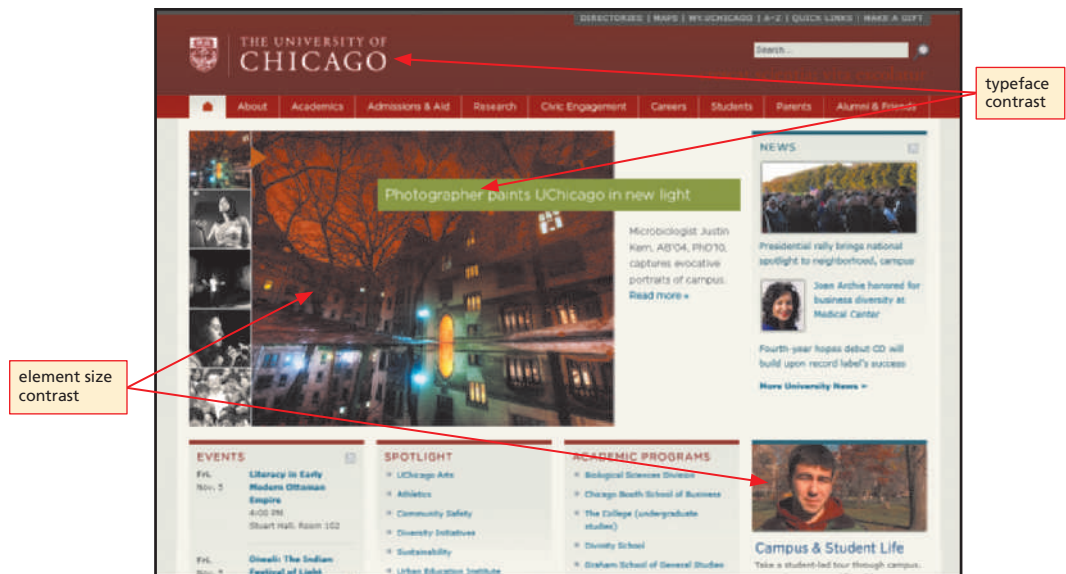 DIRECTORIES | MAPS | MY.UCHICAGO | A-Z | QUICK LINKS | MAKE A GIFT
THE UNIVERSITY OF
CHICAGO
Search...
typeface
contrast
About Academics Admissions & Aid Research Civic Engagement Careers Students Parents Alumni & Friends
Photographer paints UChicago in new light
Microbiologist Justin
Kern, AB'04, PhD'10,
captures evocative
portraits of campus.
Read more »
NEWS
Presidential rally brings national
spotlight to neighborhood, campus
Joan Archie honored for
business diversity at
Medical Center
Fourth-year hopes debut CD will
build upon record label's success
More University News »
element size
contrast
EVENTS
Fri.
Nov. 5
Literacy in Early
Modern Ottoman
Empire
4:00 PM
Stuart Hall, Room 102
Fri.
Nov. 5
Diwali: The Indian
Festival of Light
SPOTLIGHT
» UChicago Arts
» Athletics
» Community Safety
» Diversity Initiatives
» Sustainability
» Urban Education Institute
ACADEMIC PROGRAMS
» Biological Sciences Division
» Chicago Booth School of Business
» The College (undergraduate
studies)
» Divinity School
» Graham School of General Studies
Campus & Student Life
Take a student-led tour through campus.